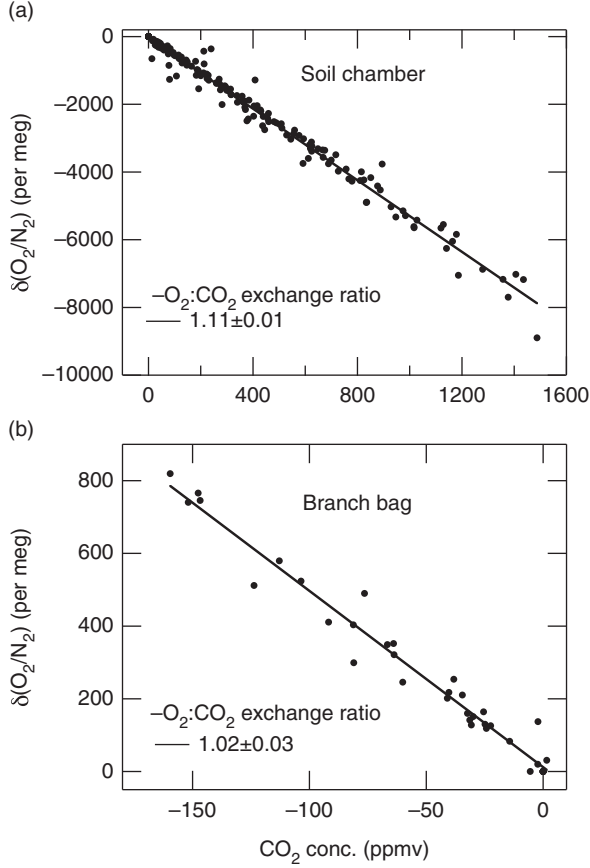 (a)
0
−2000
−4000
−6000
−8000
−10000
δ(O₂/N₂) (per meg)
Soil chamber
−O₂:CO₂ exchange ratio
1.11±0.01
0 400 800 1200 1600
(b)
800
600
400
200
0
δ(O₂/N₂) (per meg)
Branch bag
−O₂:CO₂ exchange ratio
1.02±0.03
−150 −100 −50 0
CO₂ conc. (ppmv)